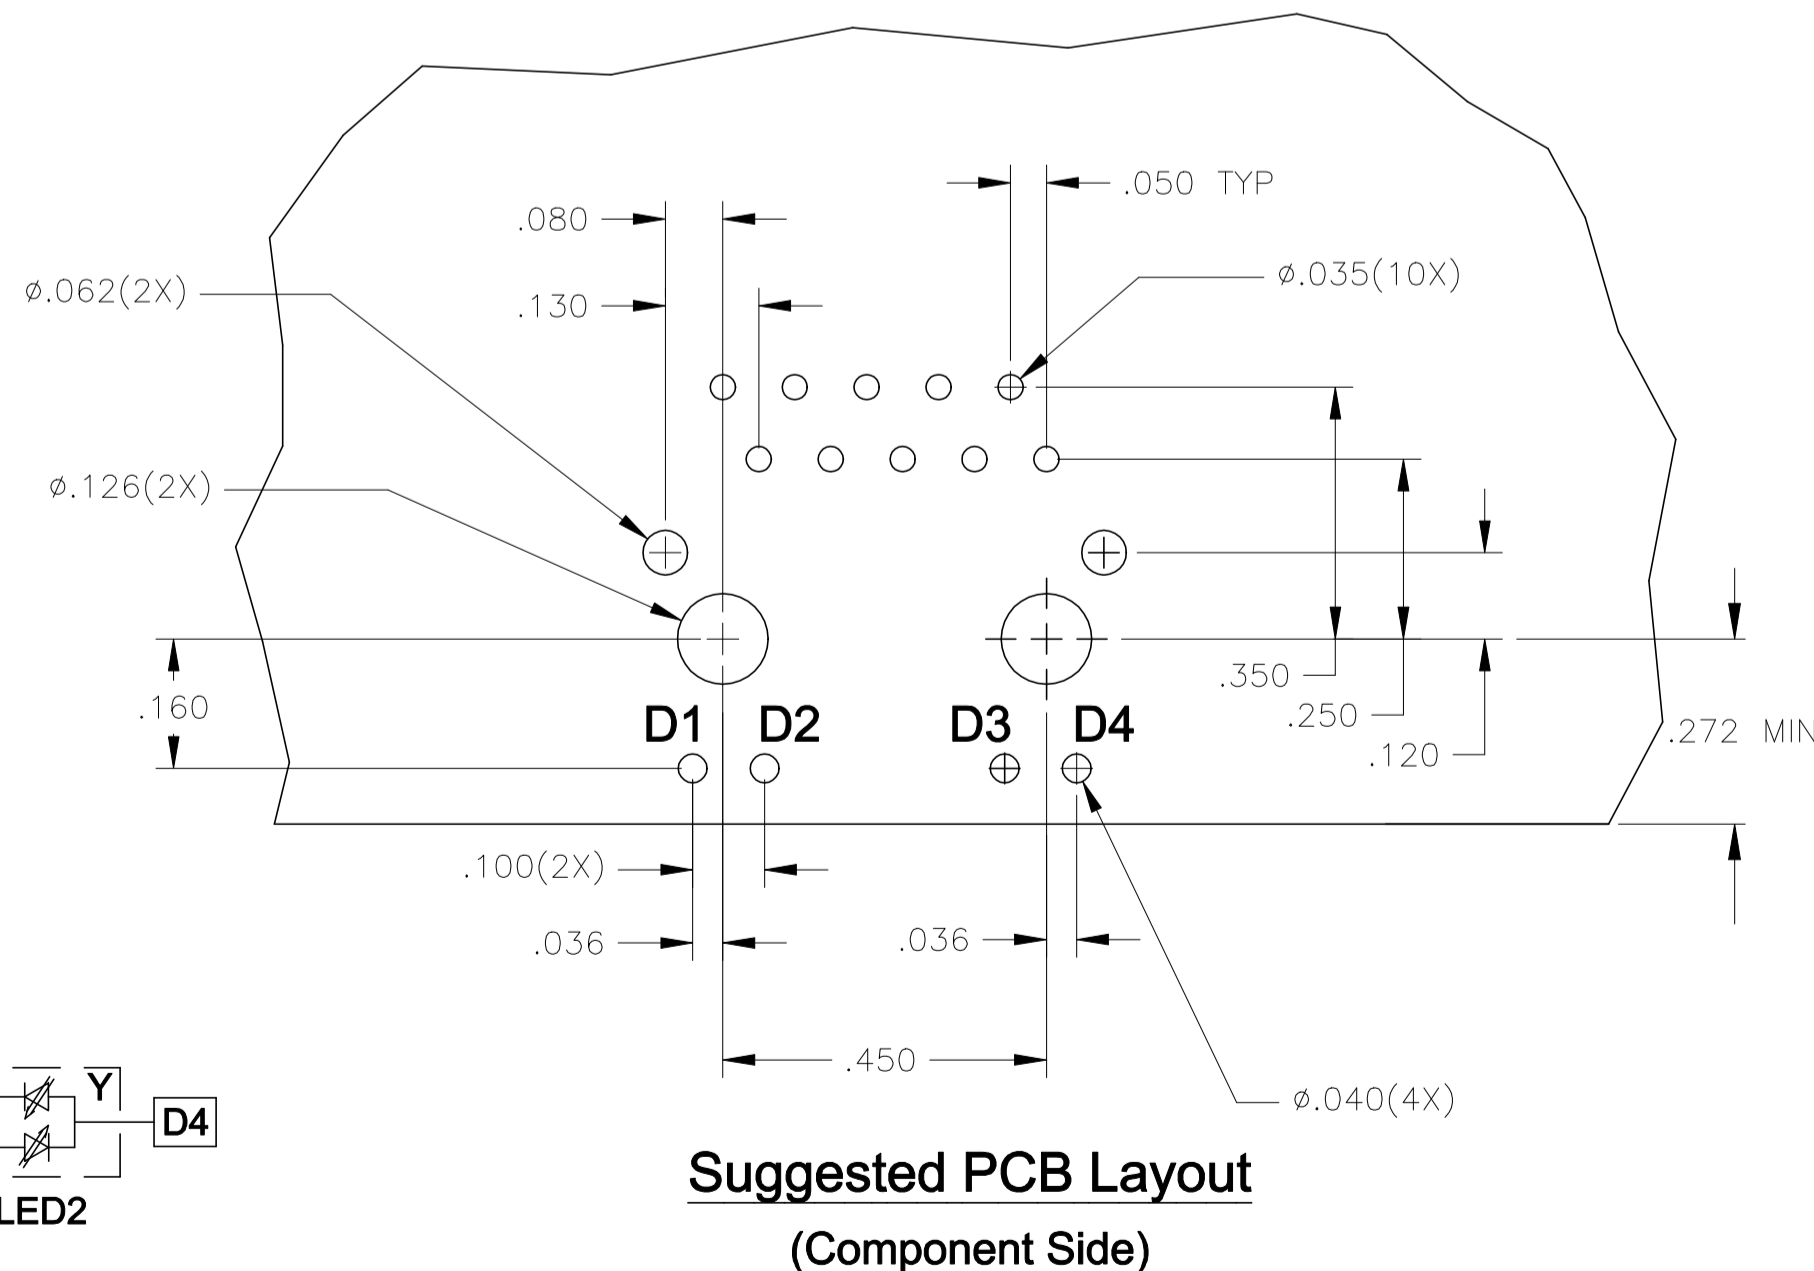 .050 TYP
.080
ø.035(10X)
ø.062(2X)
.130
ø.126(2X)
.350
.160
.250
D1 D2 D3 D4
.272 MIN
.120
.100(2X)
.036
.036
.450
Y
ø.040(4X)
D4
Suggested PCB Layout
LED2
(Component Side)